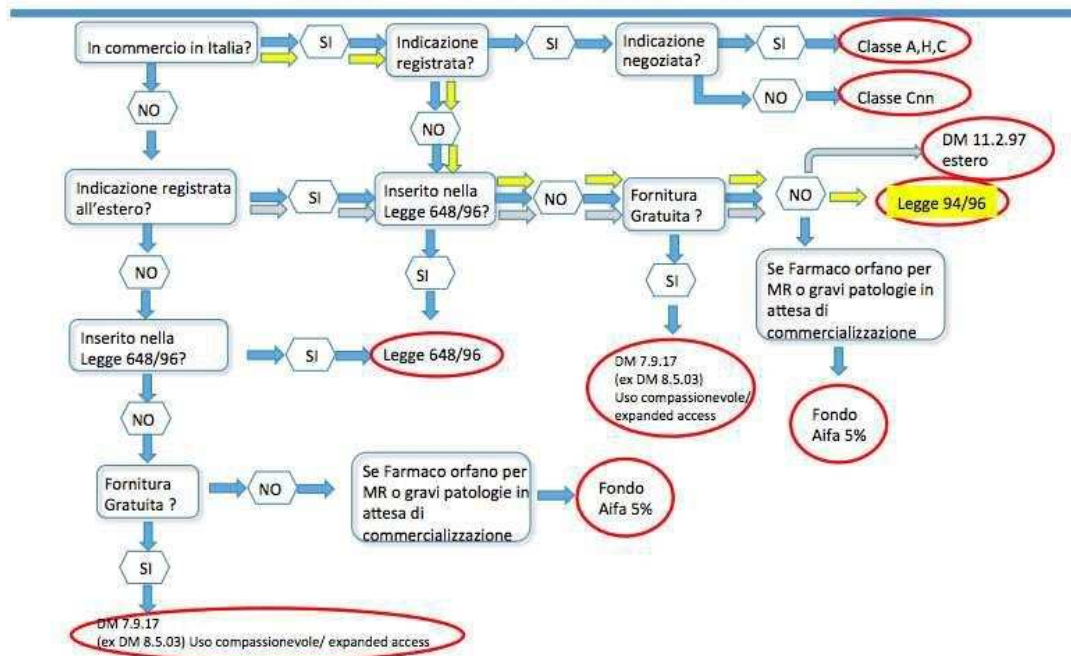 In commercio in Italia?
SI
Indicazione
registrata?
SI
Indicazione
negoziata?
SI
Classe A,H,C
NO
Classe Cnn
NO
NO
DM 11.2.97
estero
Indicazione registrata
all'estero?
SI
Inserito nella
Legge 648/96?
NO
Fornitura
Gratuita ?
NO
Legge 94/96
NO
SI
SI
Se Farmaco orfano per
MR o gravi patologie in
attesa di
commercializzazione
Inserito nella
Legge 648/96?
SI
Legge 648/96
DM 7.9.17
(ex DM 8.5.03)
Uso compassionevole/
expanded access
Fondo
Aifa 5%
NO
Fornitura
Gratuita ?
NO
Se Farmaco orfano per
MR o gravi patologie in
attesa di
commercializzazione
Fondo
Aifa 5%
SI
DM 7.9.17
(ex DM 8.5.03) Uso compassionevole/ expanded access